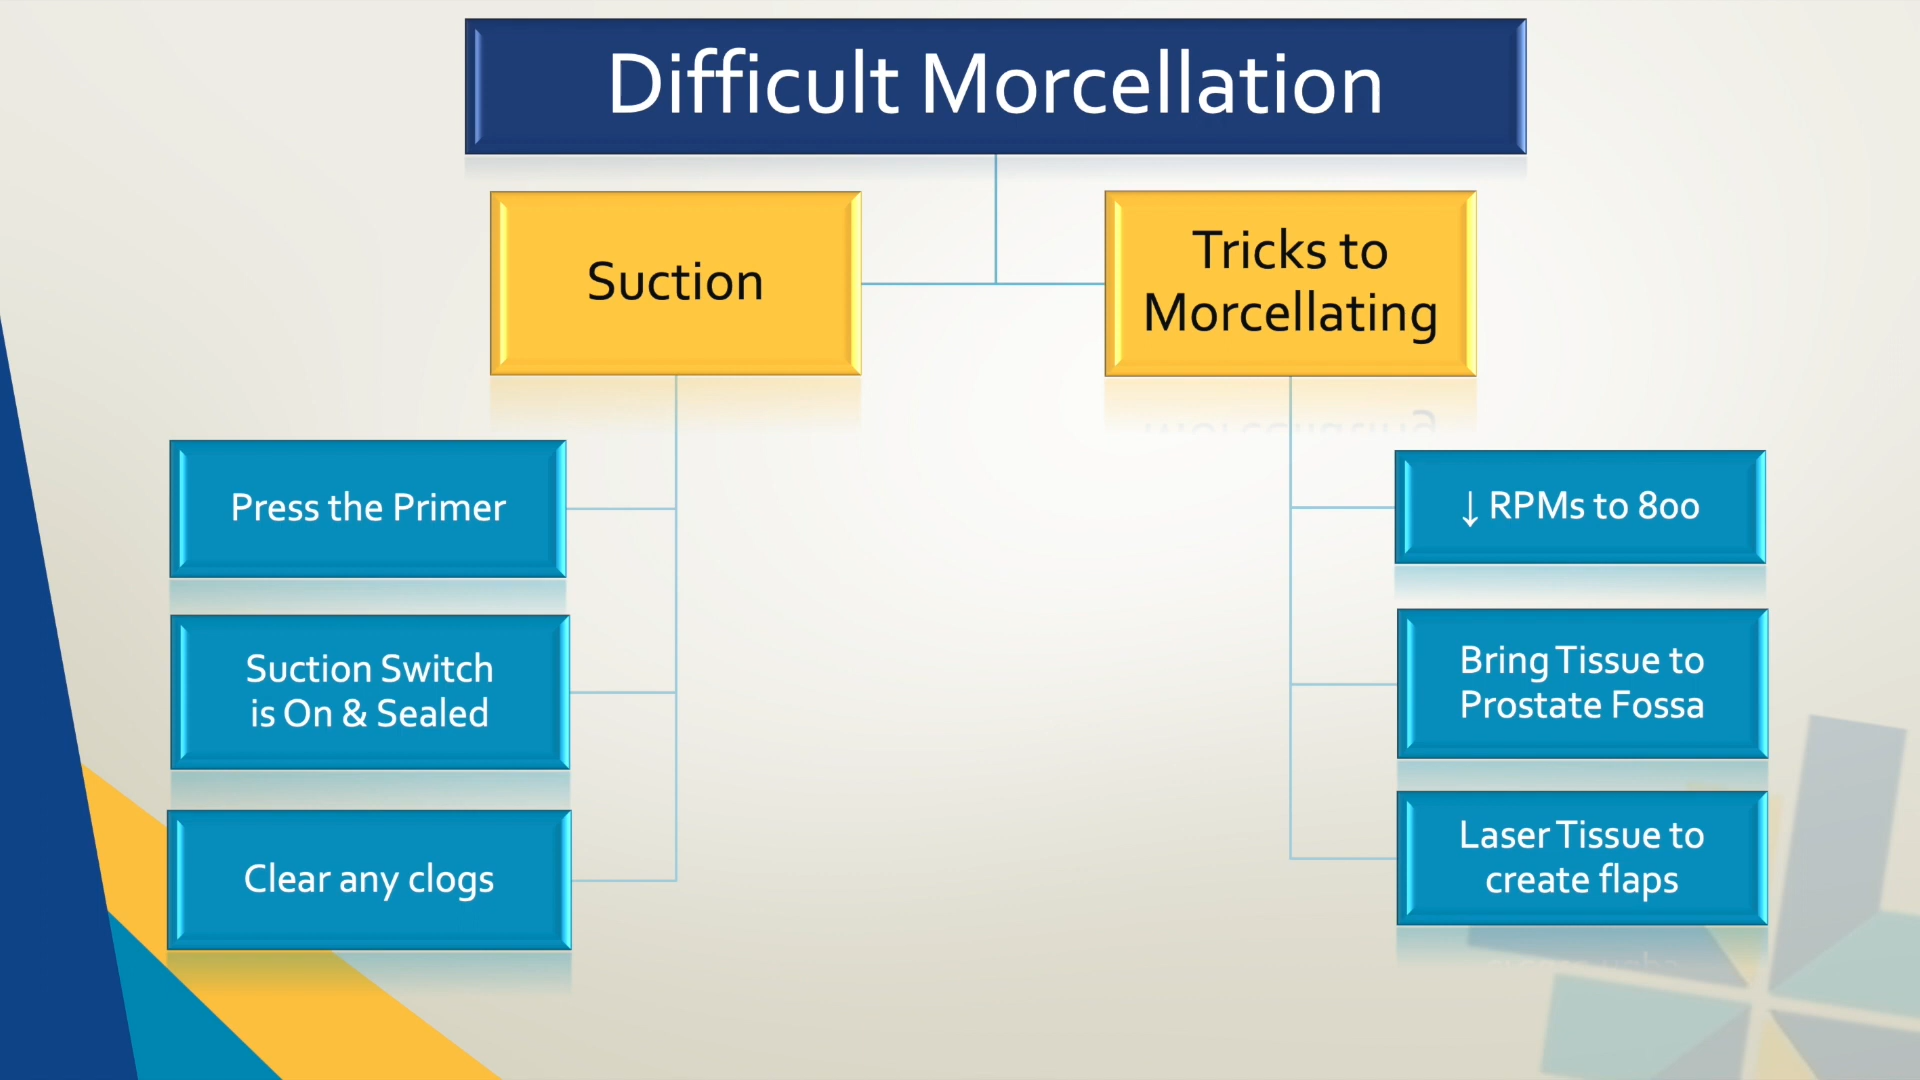 Difficult Morcellation
Suction
Tricks to
Morcellating
Press the Primer
Suction Switch
is On & Sealed
Clear any clogs
↓ RPMs to 800
Bring Tissue to
Prostate Fossa
Laser Tissue to
create flaps